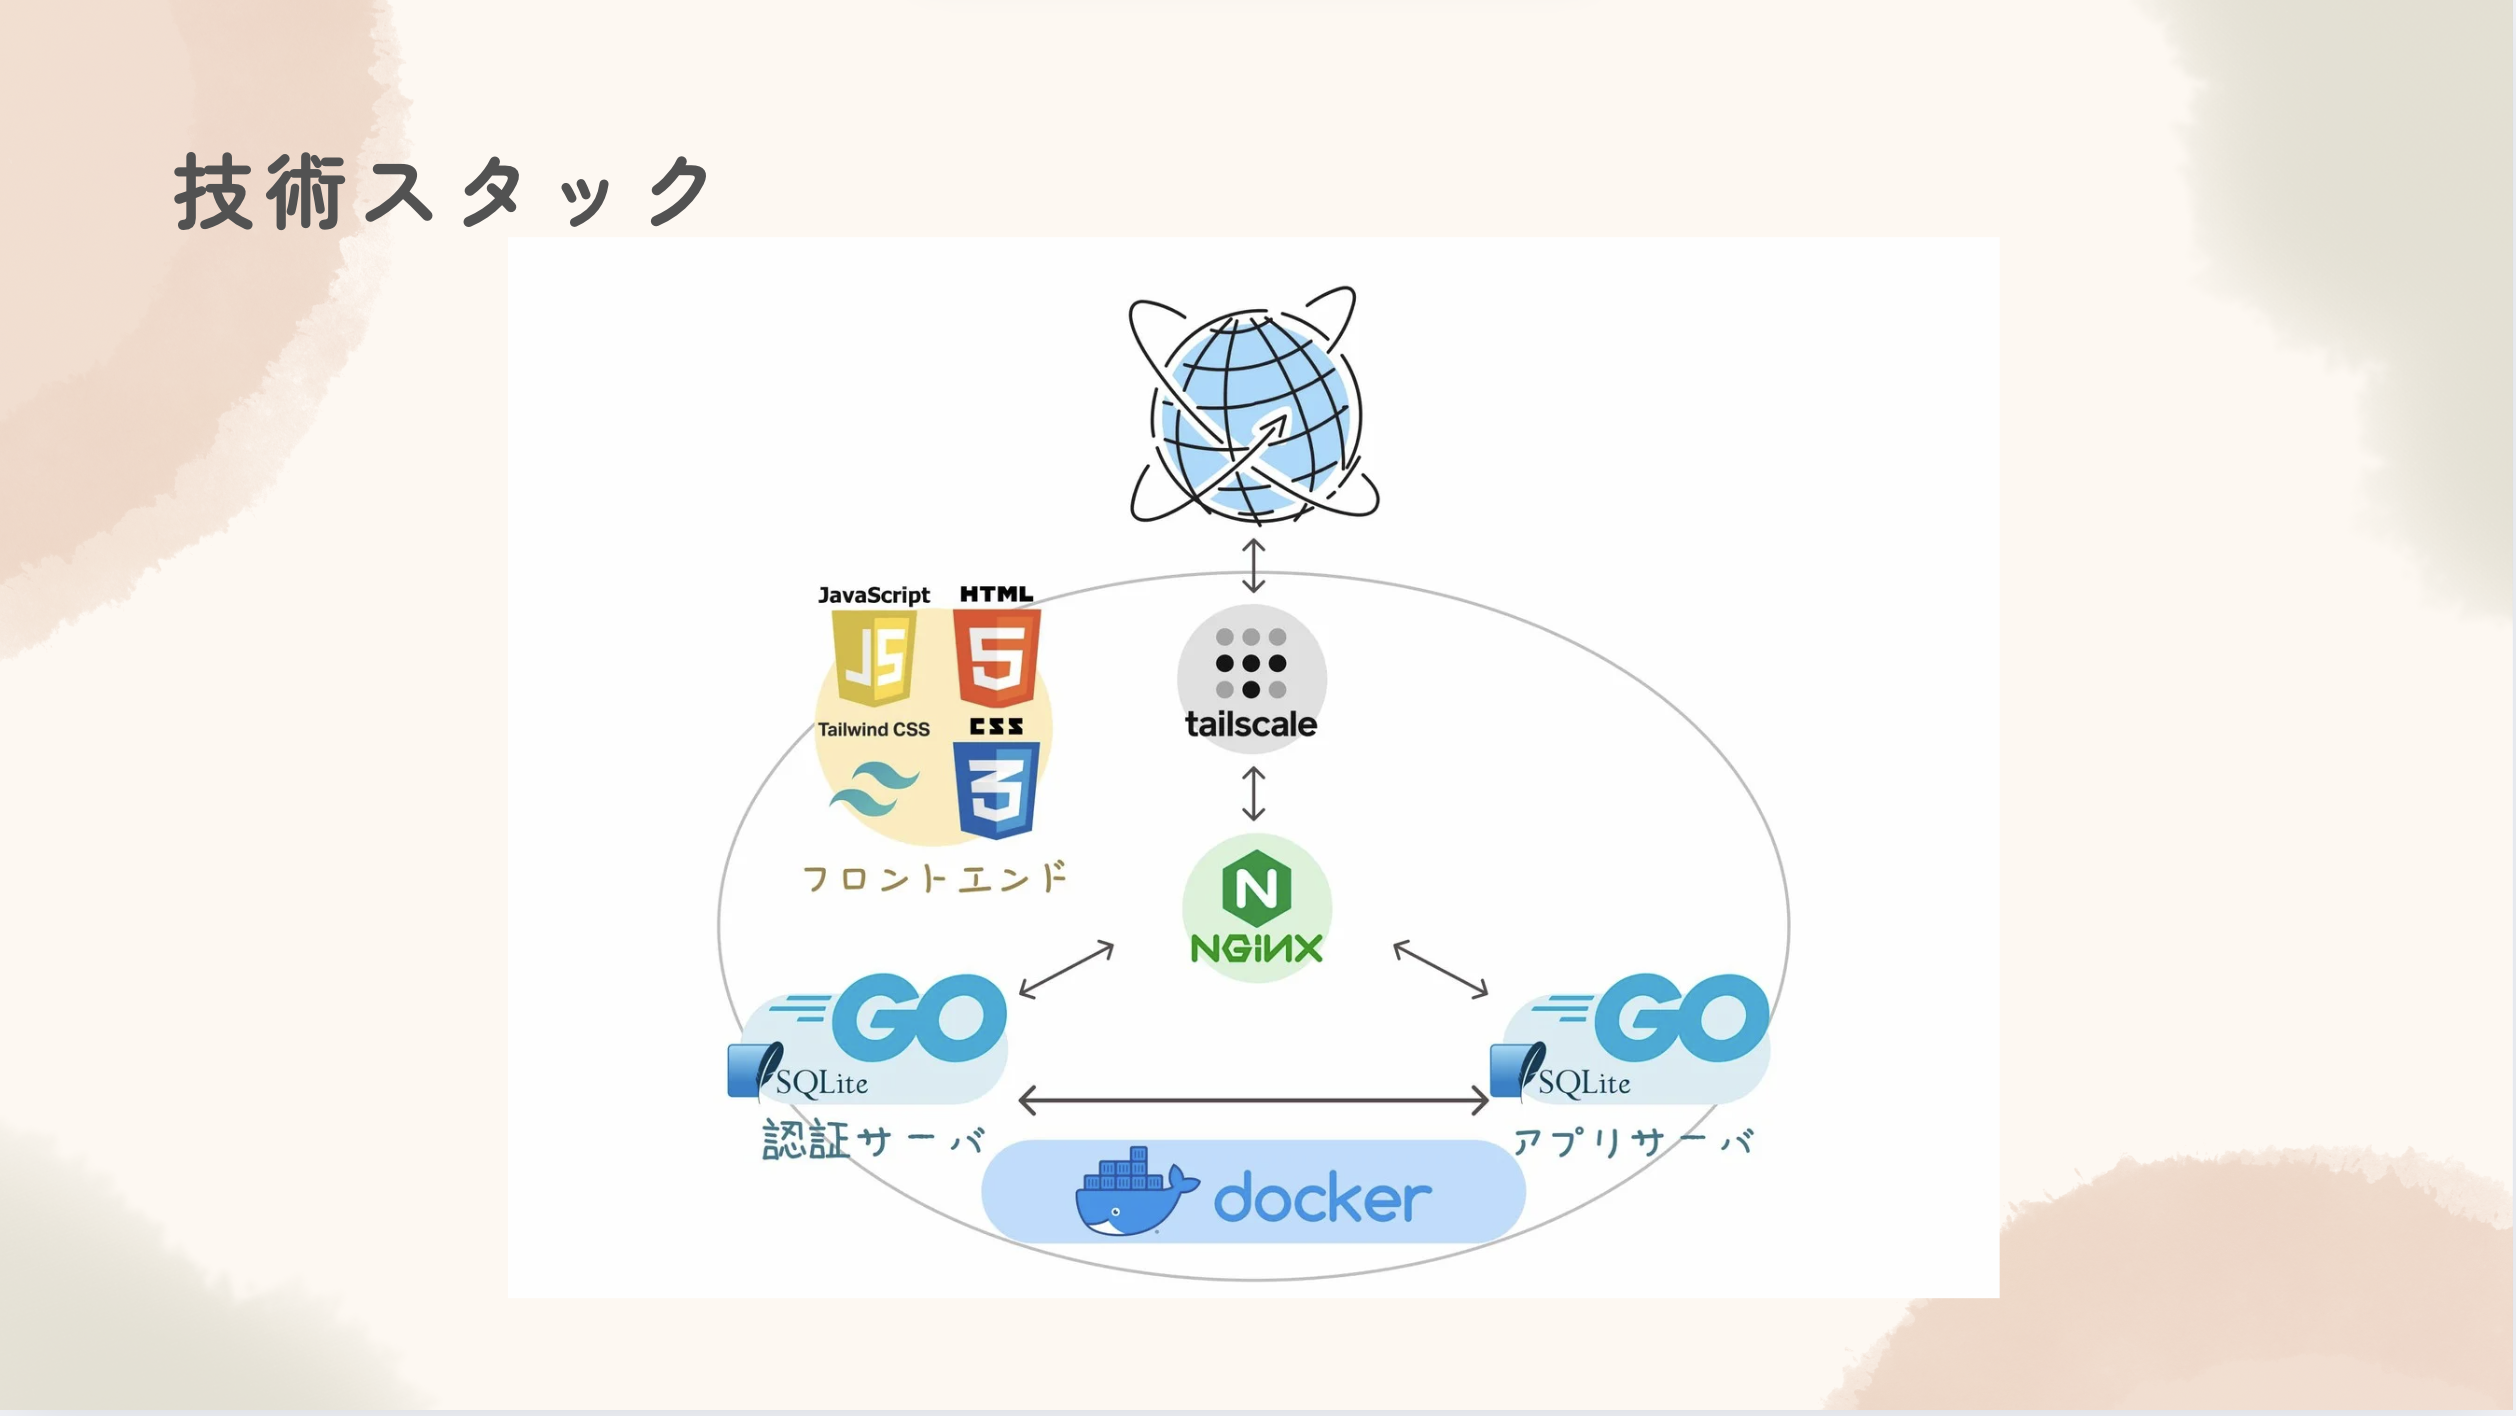 技術スタック
JavaScript HTML
JS 5
Tailwind CSS CSS
3
フロントエンド
tailscale
N
NGINX
GO
SQLite
認証サーバ
GO
SQLite
アプリサーバ
docker